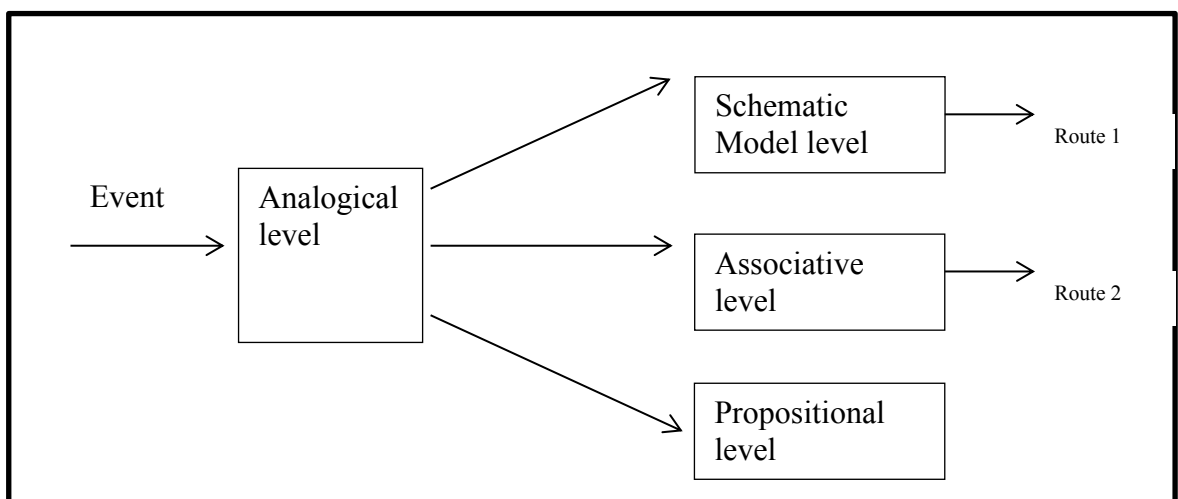 Schematic
Model level
Route 1
Event
Analogical
level
Associative
level
Route 2
Propositional
level